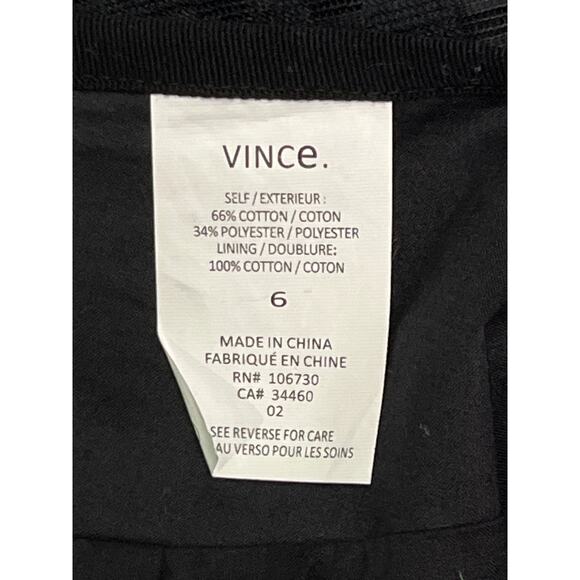 VINCe.
SELF / EXTERIEUR :
66% COTTON / COTON
34% POLYESTER / POLYESTER
LINING / DOUBLURE:
100% COTTON / COTON
6
MADE IN CHINA
FABRIQUÉ EN CHINE
RN# 106730
CA# 34460
02
SEE REVERSE FOR CARE
AU VERSO POUR LES SOINS